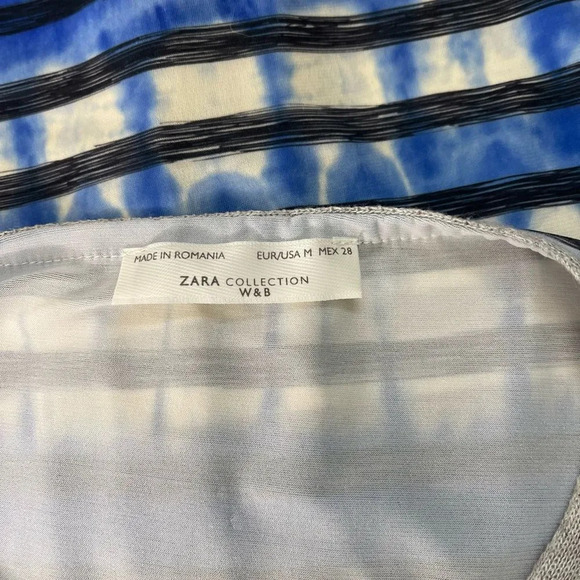 MADE IN ROMANIA EUR/USA M MEX 28
ZARA COLLECTION
W&B